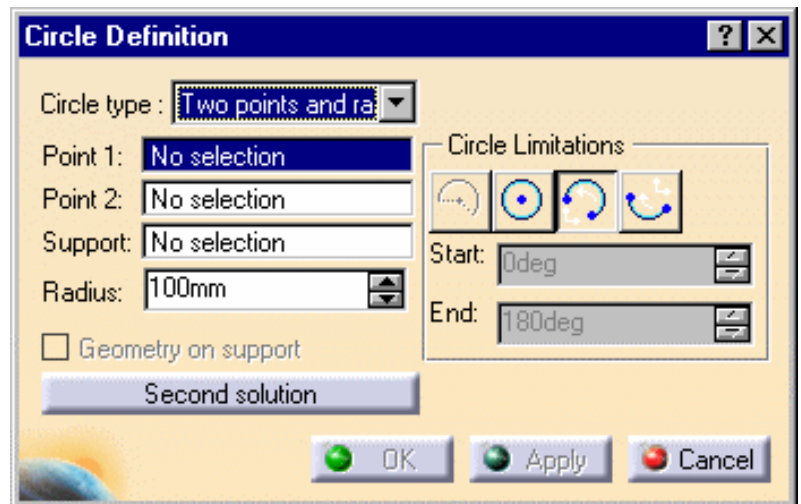 Circle Definition
?
Circle type : Two points and ra
Point 1: No selection
Point 2: No selection
Support: No selection
Radius: 100mm
Geometry on support
Second solution
Circle Limitations
Start: 0deg
End: 180deg
OK
Apply
Cancel